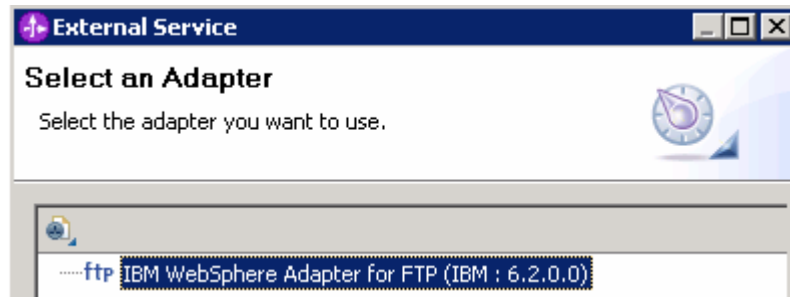 External Service
Select an Adapter
Select the adapter you want to use.
ftp IBM WebSphere Adapter for FTP (IBM : 6.2.0.0)